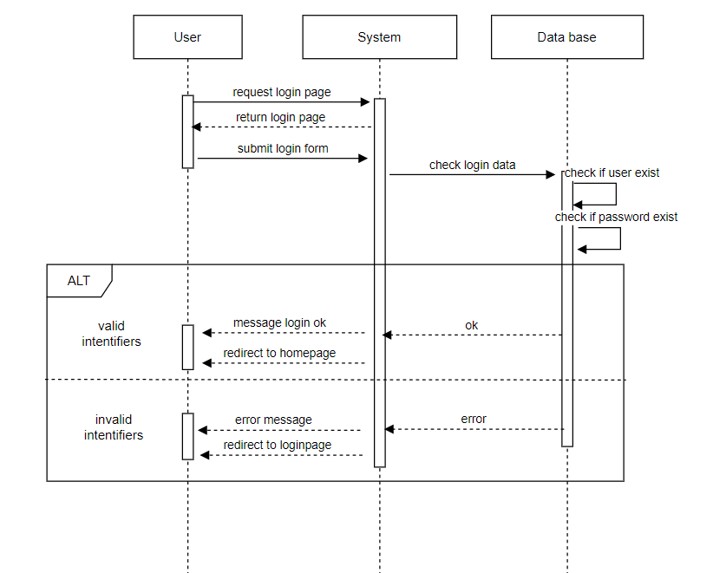 User
System
Data base
request login page
return login page
submit login form
check login data
check if user exist
check if password exist
ALT
valid
intentifiers
message login ok
ok
redirect to homepage
invalid
intentifiers
error message
error
redirect to loginpage